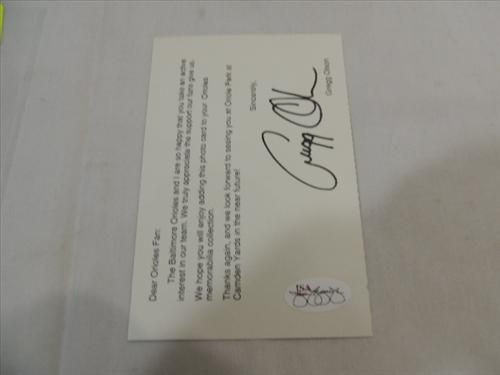 Dear Orioles Fan:
The Baltimore Orioles and I are so happy that you take an active
interest in our team. We truly appreciate the support our fans give us.
We hope you will enjoy adding this photo card to your Orioles
memorabilia collection.
Thanks again, and we look forward to seeing you at Oriole Park at
Camden Yards in the near future!
Sincerely,
Gregg Olson
Gregg Olson
JSA